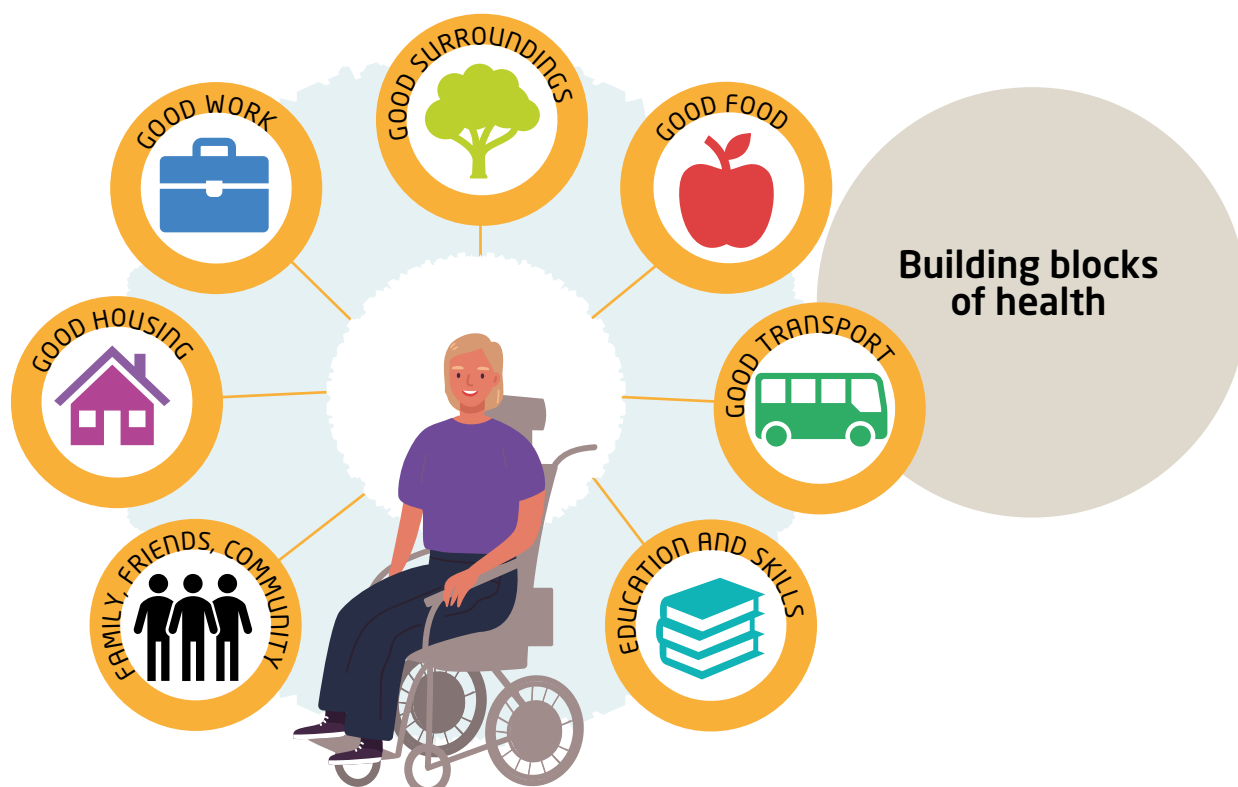 GOOD SURROUNDINGS
GOOD WORK
GOOD FOOD
Building blocks
of health
GOOD HOUSING
GOOD TRANSPORT
FAMILY, FRIENDS, COMMUNITY
EDUCATION AND SKILLS